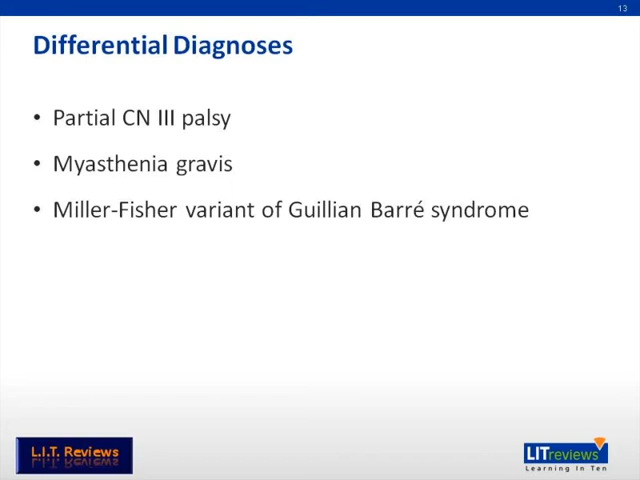 13
Differential Diagnoses
• Partial CN III palsy
• Myasthenia gravis
• Miller-Fisher variant of Guillian Barré syndrome
L.I.T. Reviews
LITreviews
Learning In Ten